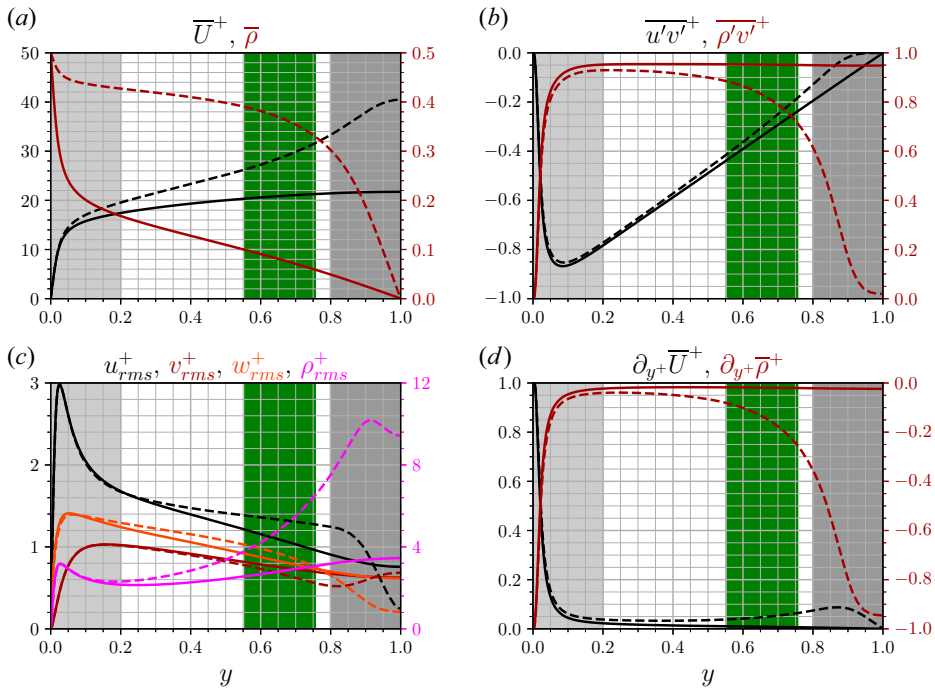 (a) U̅⁺, ρ̅
50 40 30 20 10 0
0.5 0.4 0.3 0.2 0.1 0.0
0.0 0.2 0.4 0.6 0.8 1.0
(b) u′v′⁺, ρ′v′⁺
0.0 −0.2 −0.4 −0.6 −0.8 −1.0
1.0 0.8 0.6 0.4 0.2 0.0
0.0 0.2 0.4 0.6 0.8 1.0
(c) u⁺rms, v⁺rms, w⁺rms, ρ⁺rms
3 2 1 0
12 8 4 0
0.0 0.2 0.4 0.6 0.8 1.0
y
(d) ∂y+U̅⁺, ∂y+ρ̅⁺
1.0 0.8 0.6 0.4 0.2 0.0
0.0 −0.2 −0.4 −0.6 −0.8 −1.0
0.0 0.2 0.4 0.6 0.8 1.0
y